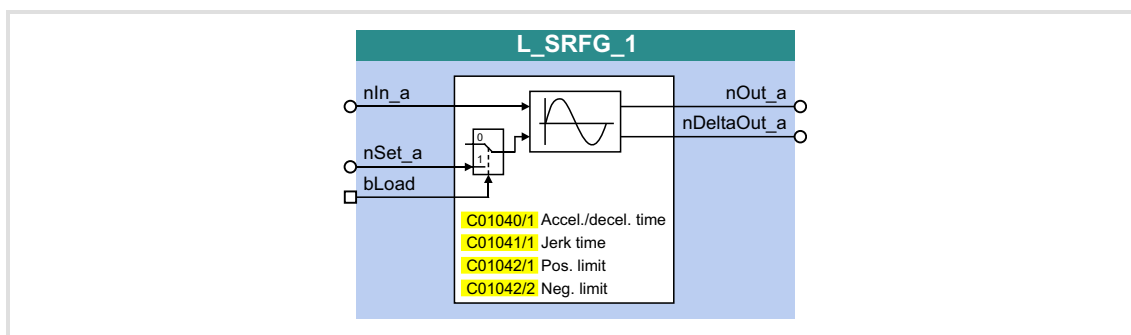 L_SRFG_1
nIn_a
nOut_a
nDeltaOut_a
0
nSet_a
1
bLoad
C01040/1 Accel./decel. time
C01041/1 Jerk time
C01042/1 Pos. limit
C01042/2 Neg. limit